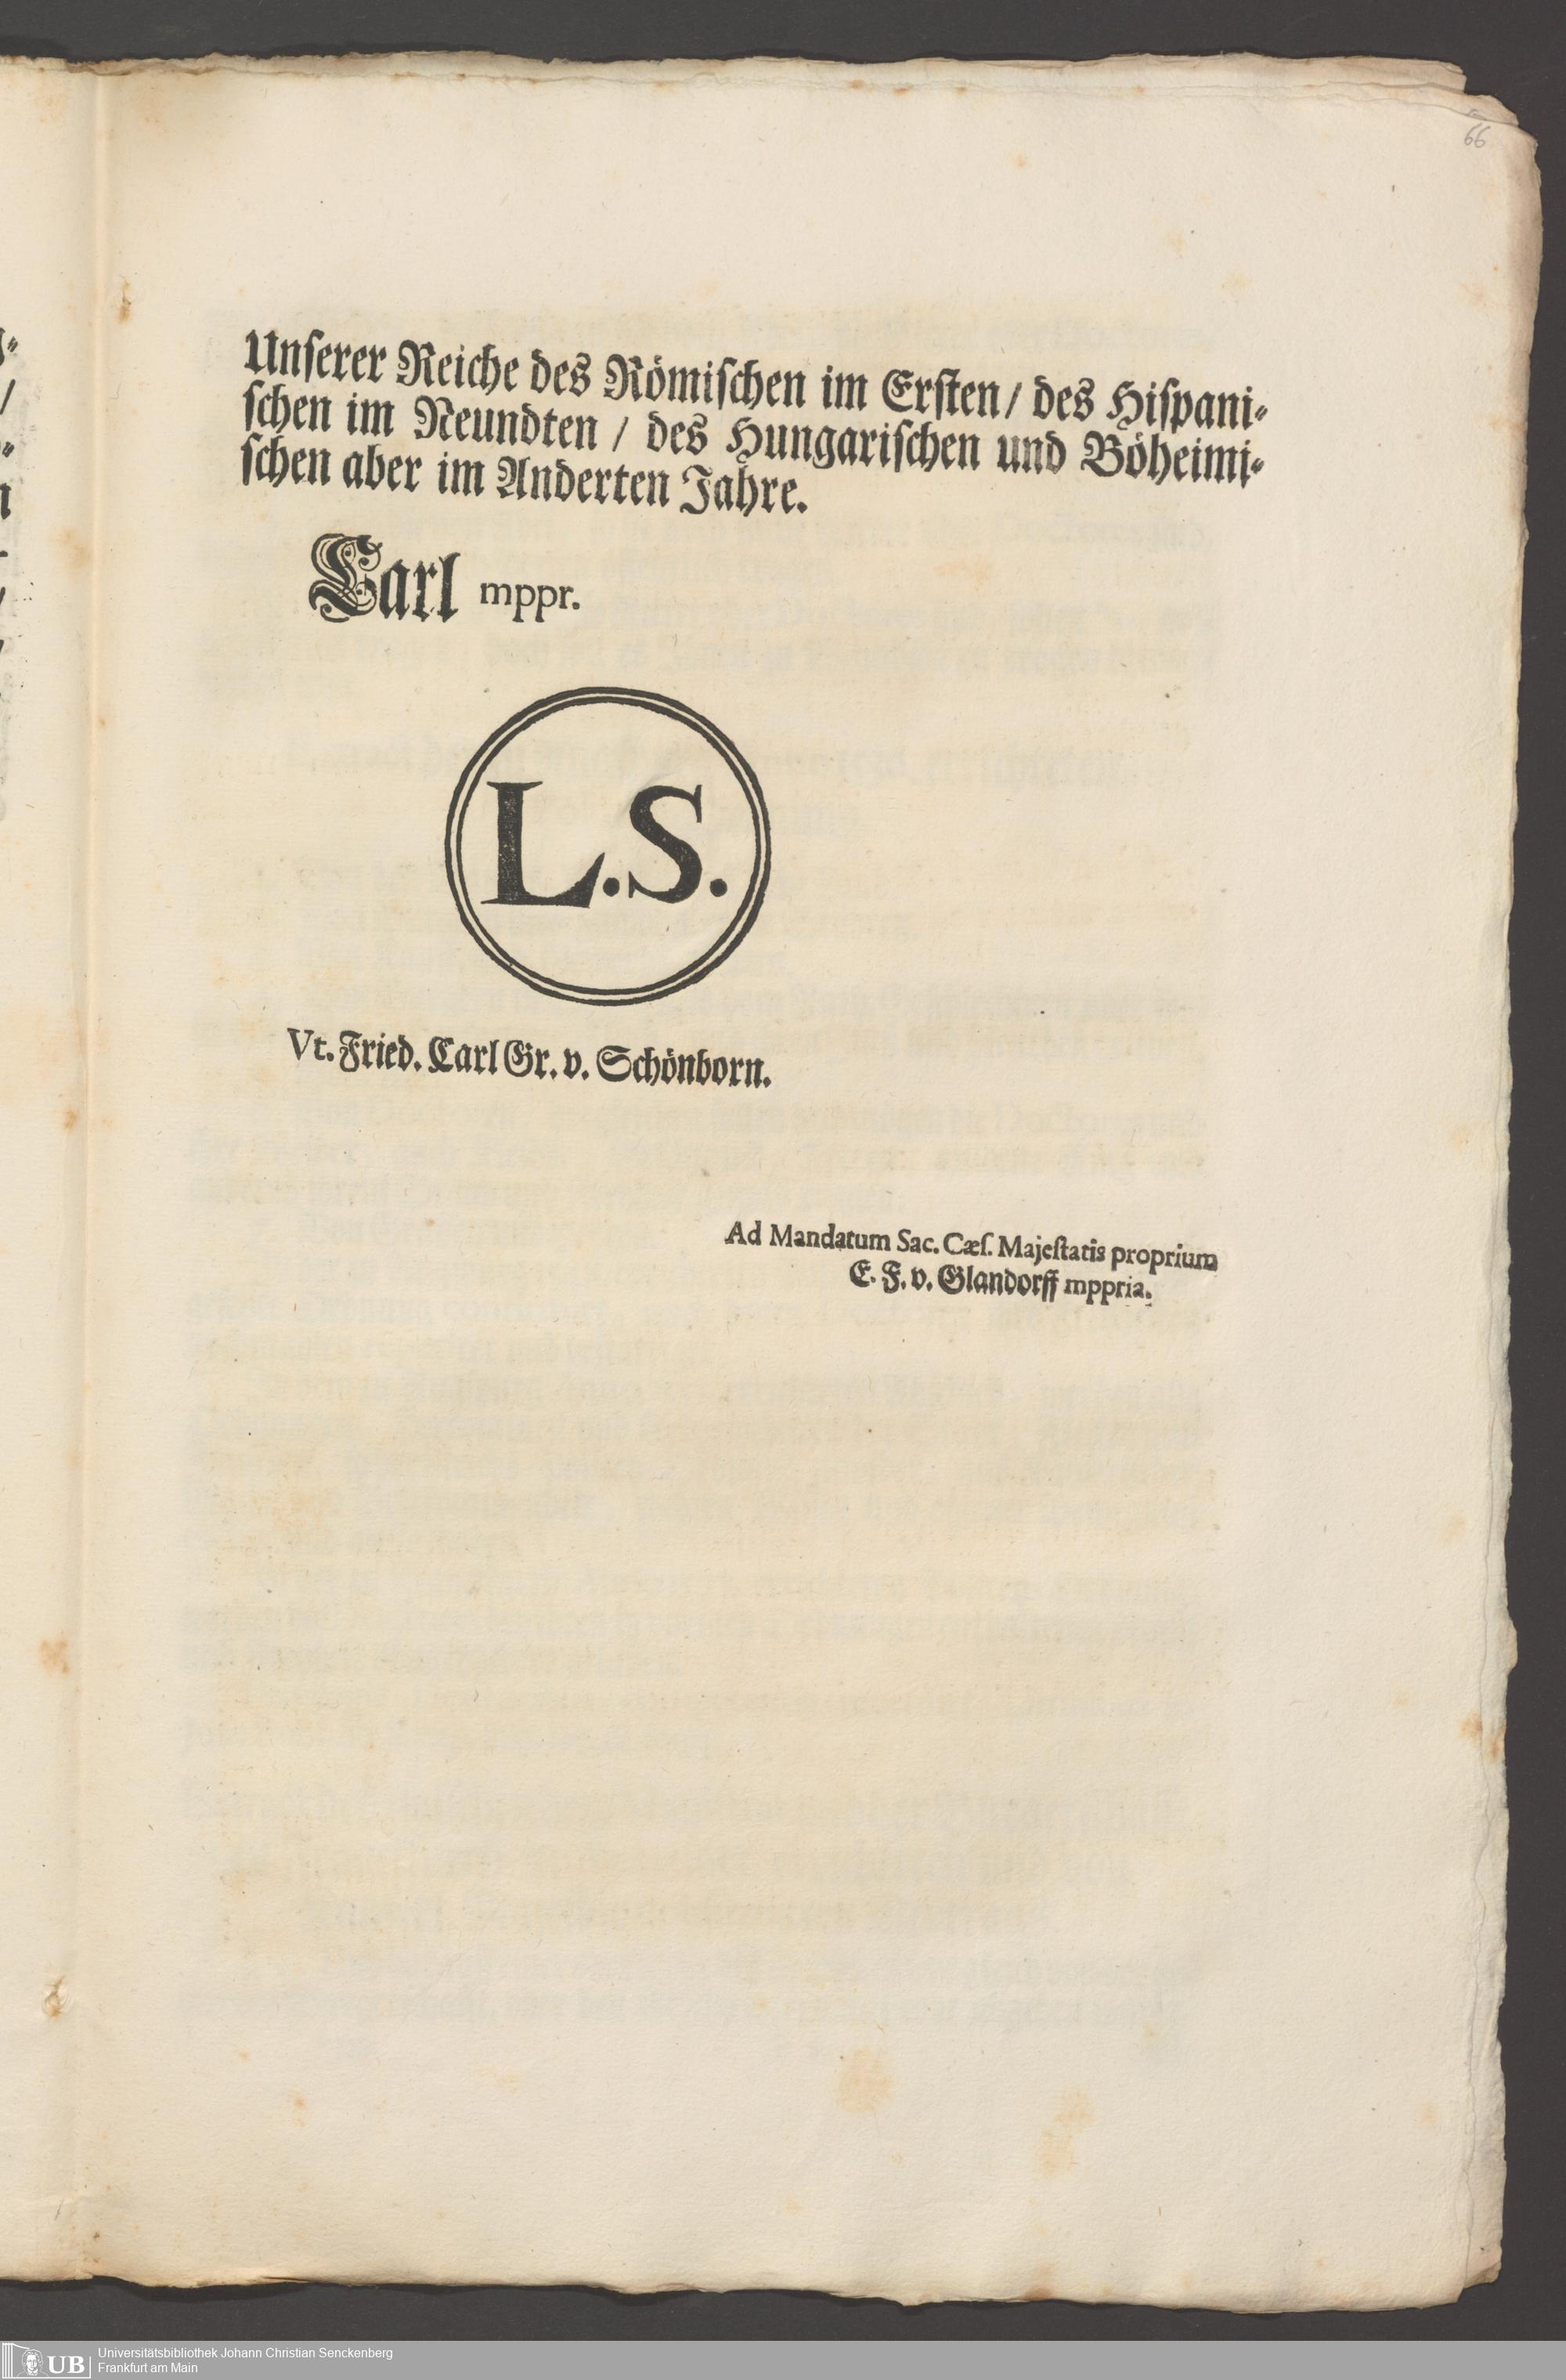 66
Unſerer Reiche des Römiſchen im Erſten / des Hiſpani⸗
ſchen im Neundten / des Hungariſchen und Böheimi⸗
ſchen aber im Anderten Jahre.
Carl mppr.
L.S.
Vt. Fried. Carl Gr. v. Schönborn.
Ad Mandatum Sac. Cæſ. Majeſtatis proprium
E. F. v. Glandorff mppria.
UB
Universitätsbibliothek Johann Christian Senckenberg
Frankfurt am Main